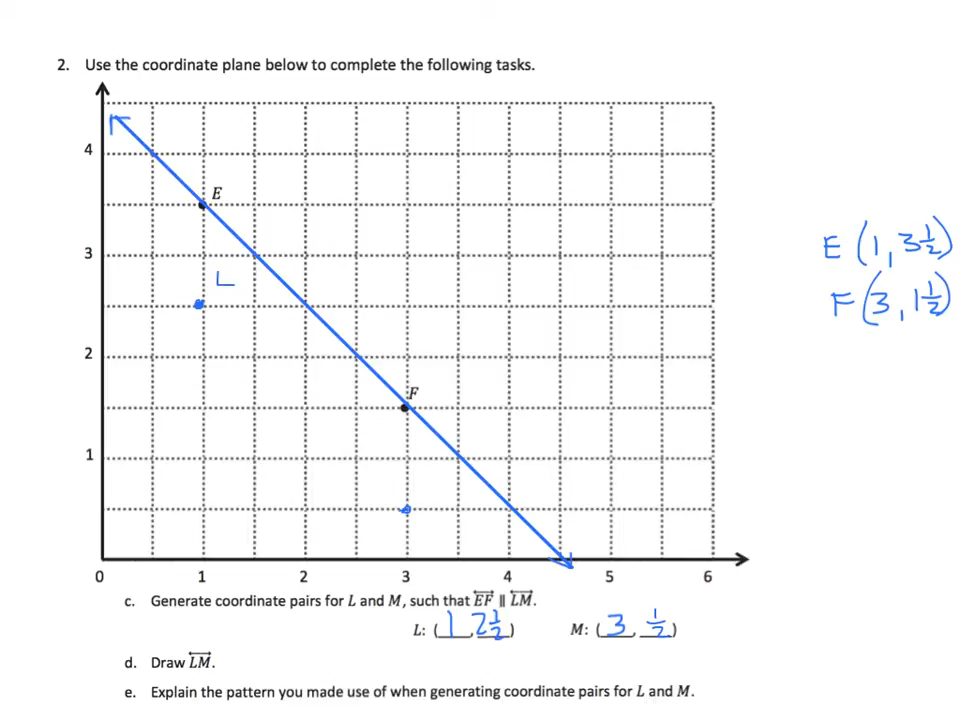 2. Use the coordinate plane below to complete the following tasks.
4
E
3
L
2
F
1
0 1 2 3 4 5 6
E (1, 3½)
F (3, 1½)
c. Generate coordinate pairs for L and M, such that EF ∥ LM.
L: (1, 2½) M: (3, ½)
d. Draw LM.
e. Explain the pattern you made use of when generating coordinate pairs for L and M.